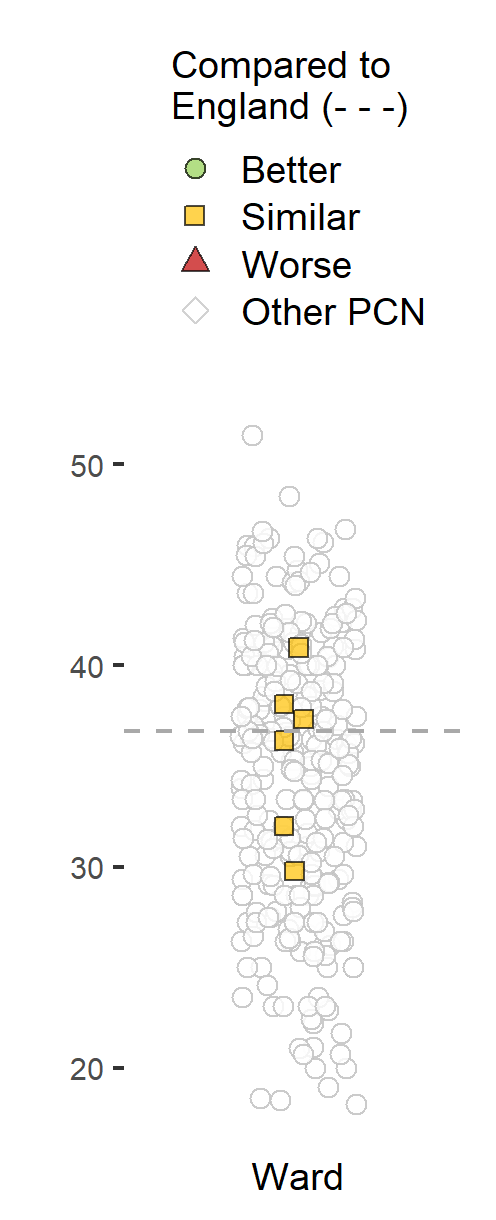 Compared to
England (- - -)
Better
Similar
Worse
Other PCN
50
40
30
20
Ward